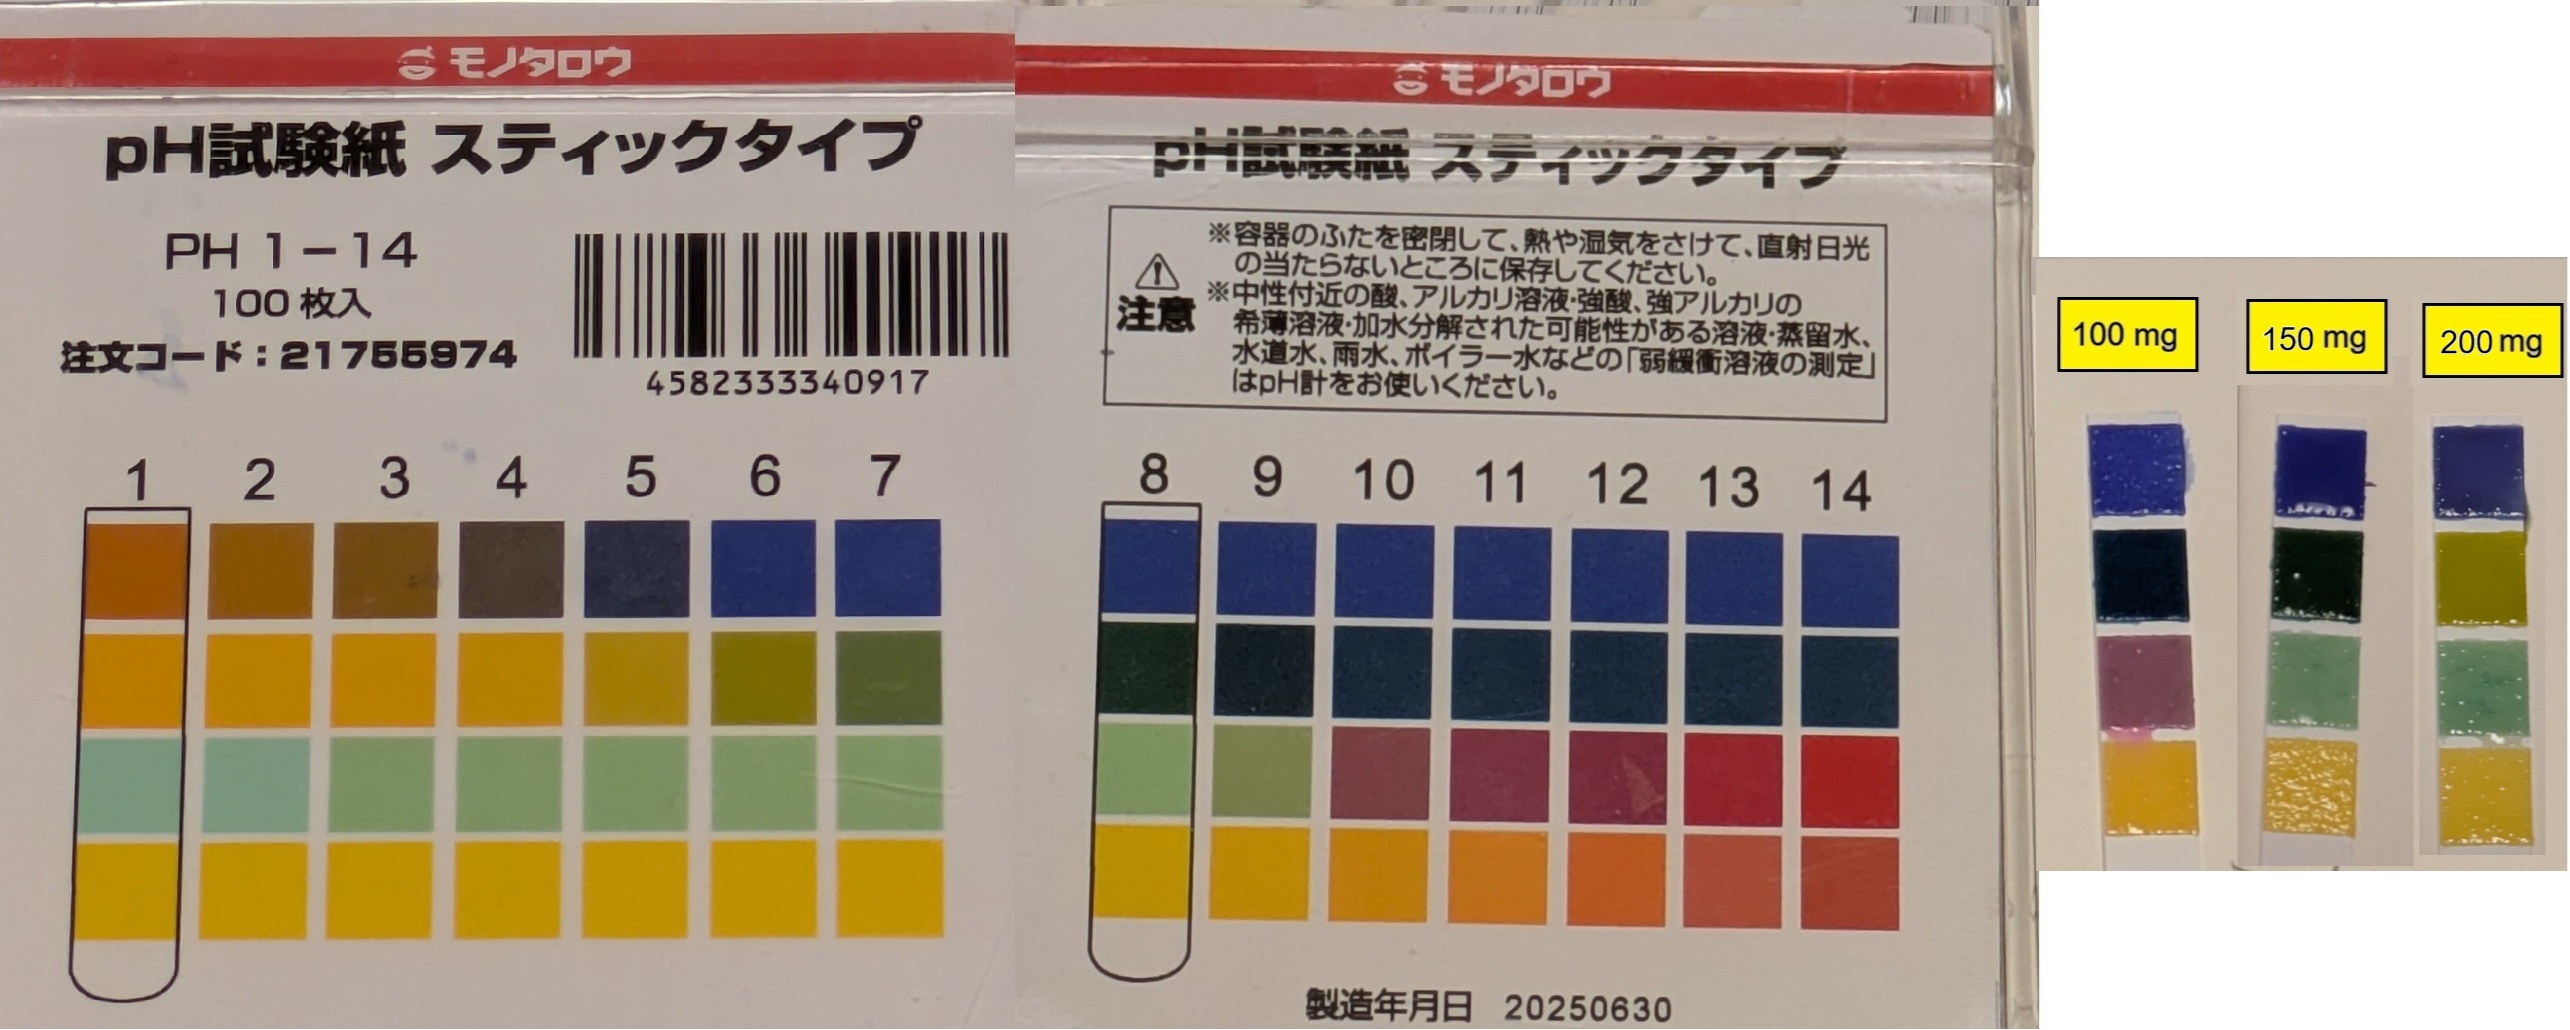 モノタロウ
pH試験紙 スティックタイプ
PH 1-14
100 枚入
注文コード：21755974
4582333340917
1 2 3 4 5 6 7
モノタロウ
pH試験紙 スティックタイプ
注意
※容器のふたを密閉して、熱や湿気をさけて、直射日光
の当たらないところに保存してください。
※中性付近の酸、アルカリ溶液・強酸、強アルカリの
希薄溶液・加水分解された可能性がある溶液・蒸留水、
水道水、雨水、ボイラー水などの「弱緩衝溶液の測定」
はpH計をお使いください。
8 9 10 11 12 13 14
製造年月日 20250630
100 mg
150 mg
200 mg